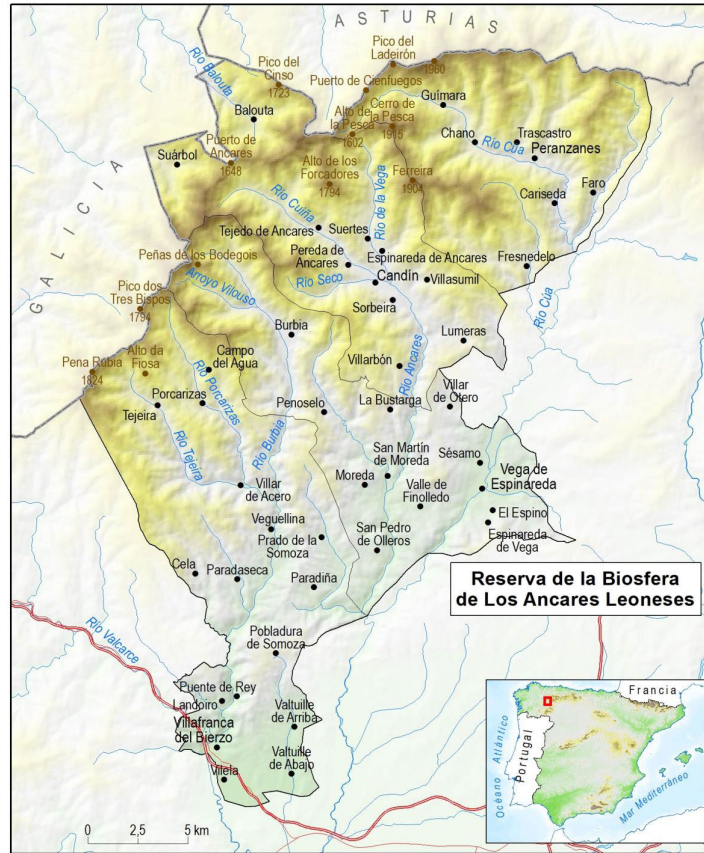 ASTURIAS
GALICIA
Río Balouta
Pico del
Cinso
1723
Pico del
Ladeirón
1960
Puerto de Cienfuegos
Balouta
Alto de
la Pesca
1602
Cerro de
la Pesca
1915
Guímara
Chano
Río Cúa
Trascastro
Peranzanes
Suárbol
Puerto de
Ancares
1648
Alto de los
Forcadores
1794
Ferreira
1904
Río de la Vega
Cariseda
Faro
Río Cuiña
Tejedo de Ancares
Suertes
Espinareda de Ancares
Peñas de los Bodegois
Pereda de
Ancares
Candín
Villasumil
Fresnedelo
Río Cúa
Arroyo Vilouso
Río Seco
Sorbeira
Pico dos
Tres Bispos
1794
Burbia
Lumeras
Pena Rubia
1824
Alto da
Fiosa
Campo
del Agua
Villarbón
Río Ancares
Río Porcarizas
Porcarizas
Tejeira
Penoselo
La Bustarga
Villar
de Otero
Río Burbia
Río Tejeira
San Martín
de Moreda
Sésamo
Vega de
Espinareda
Villar
de Acero
Moreda
Valle de
Finolledo
El Espino
Espinareda
de Vega
Veguellina
Prado de la
Somoza
San Pedro
de Olleros
Cela
Paradaseca
Paradiña
Reserva de la Biosfera
de Los Ancares Leoneses
Río Valcarce
Pobladura
de Somoza
Puente de Rey
Landoiro
Villafranca
del Bierzo
Valtuille
de Arriba
Valtuille
de Abajo
Vilela
0 2,5 5 km
Francia
Océano Atlántico
Portugal
Mar Mediterráneo